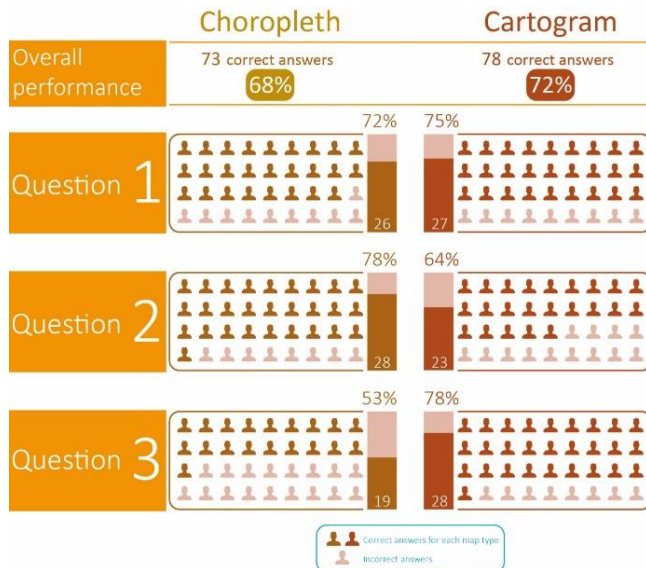 Choropleth Cartogram
Overall performance
73 correct answers
68%
78 correct answers
72%
Question 1
72%
26
75%
27
Question 2
78%
28
64%
23
Question 3
53%
19
78%
28
Correct answers for each map type
Incorrect answers